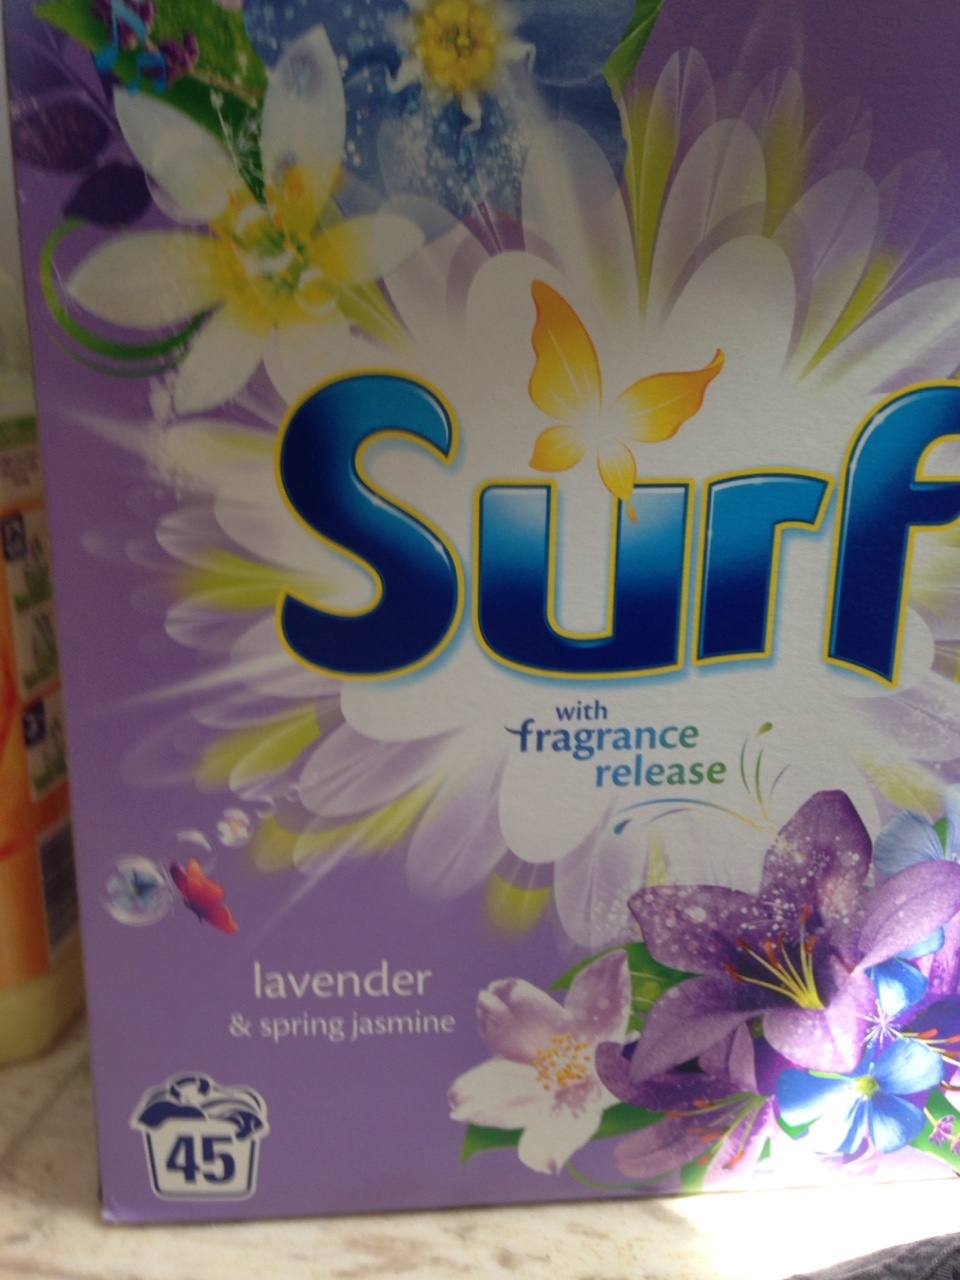 Surf
with
fragrance
release
lavender
& spring jasmine
45